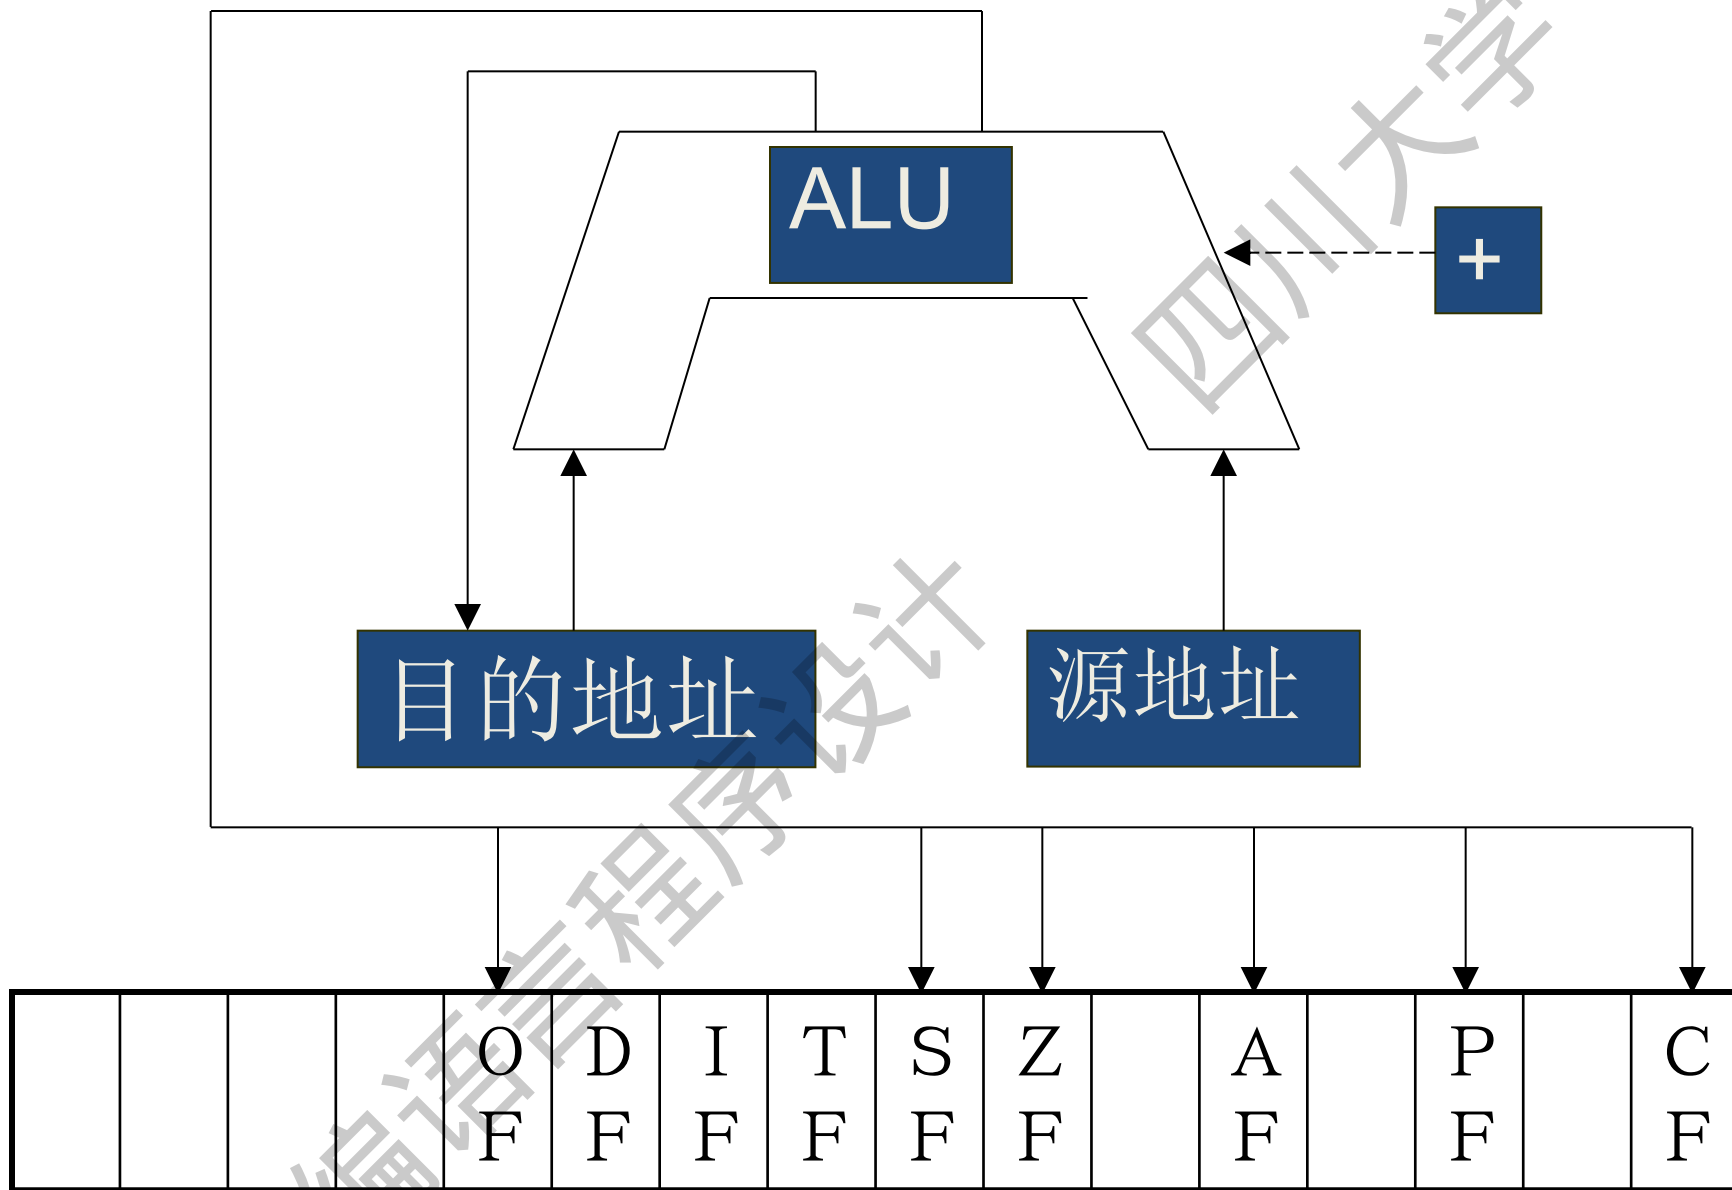 ALU
+
目的地址
源地址
O D I T S Z A P C
F F F F F F F F F
四川大学
编语言程序设计